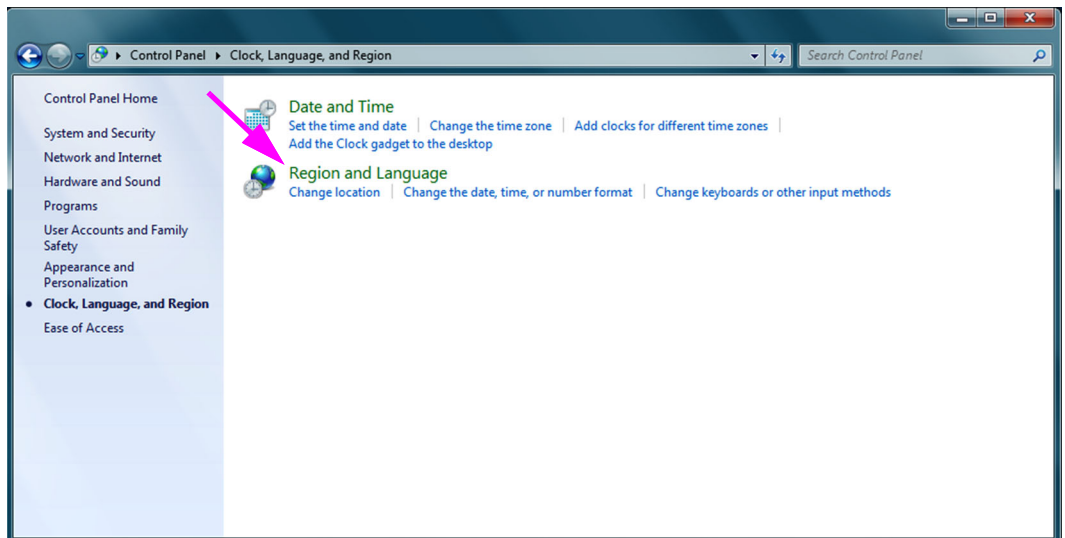 Control Panel Clock, Language, and Region Search Control Panel
Control Panel Home
System and Security
Network and Internet
Hardware and Sound
Programs
User Accounts and Family
Safety
Appearance and
Personalization
Clock, Language, and Region
Ease of Access
Date and Time
Set the time and date | Change the time zone | Add clocks for different time zones |
Add the Clock gadget to the desktop
Region and Language
Change location | Change the date, time, or number format | Change keyboards or other input methods